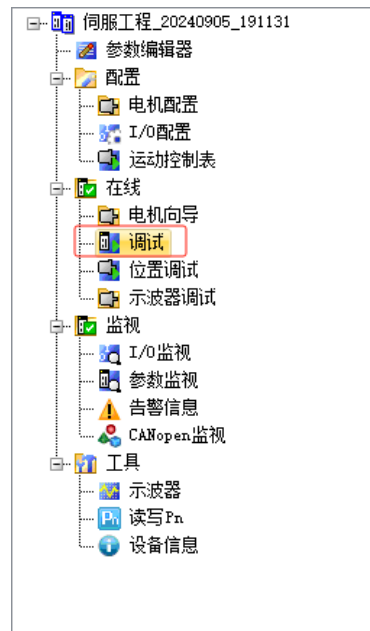 伺服工程_20240905_191131
参数编辑器
配置
电机配置
I/O配置
运动控制表
在线
电机向导
调试
位置调试
示波器调试
监视
I/O监视
参数监视
告警信息
CANopen监视
工具
示波器
Pn 读写Pn
设备信息